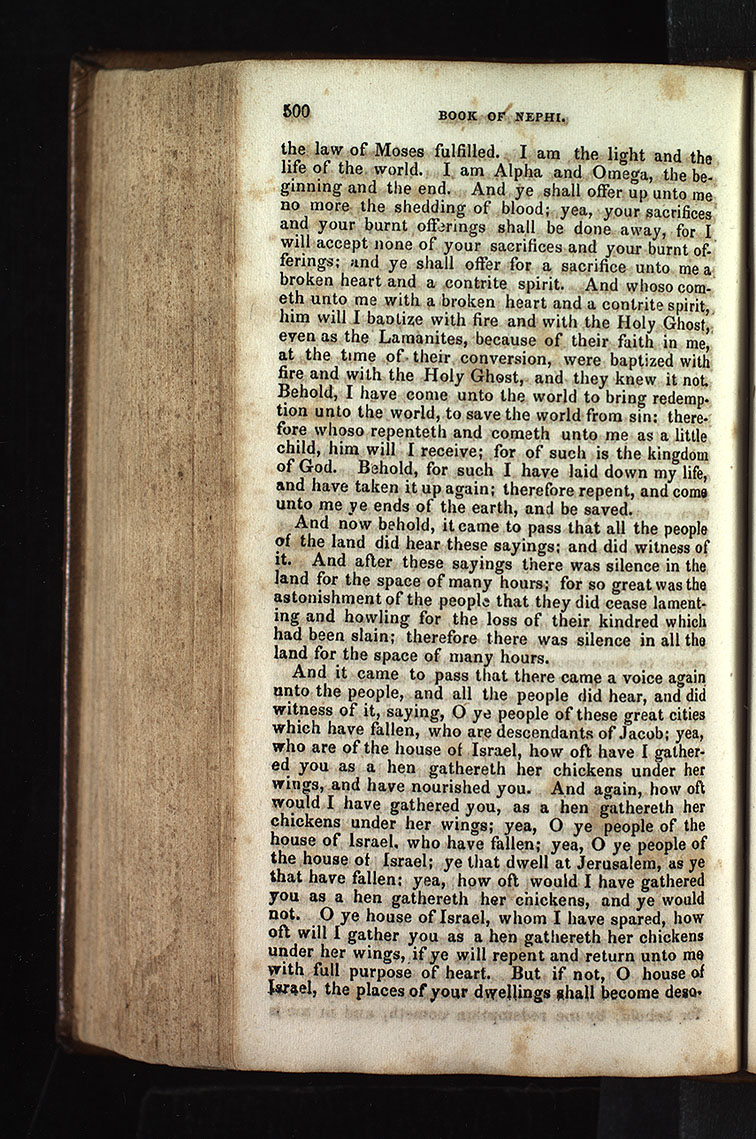 500
BOOK OF NEPHI.
the law of Moses fulfilled. I am the light and the
life of the world. I am Alpha and Omega, the be-
ginning and the end. And ye shall offer up unto me
no more the shedding of blood; yea, your sacrifices
and your burnt offerings shall be done away, for I
will accept none of your sacrifices and your burnt of-
ferings; and ye shall offer for a sacrifice unto me a
broken heart and a contrite spirit. And whoso com-
eth unto me with a broken heart and a contrite spirit,
him will I baptize with fire and with the Holy Ghost,
even as the Lamanites, because of their faith in me,
at the time of their conversion, were baptized with
fire and with the Holy Ghost, and they knew it not.
Behold, I have come unto the world to bring redemp-
tion unto the world, to save the world from sin: there-
fore whoso repenteth and cometh unto me as a little
child, him will I receive; for of such is the kingdom
of God. Behold, for such I have laid down my life,
and have taken it up again; therefore repent, and come
unto me ye ends of the earth, and be saved.
And now behold, it came to pass that all the people
of the land did hear these sayings; and did witness of
it. And after these sayings there was silence in the
land for the space of many hours; for so great was the
astonishment of the people that they did cease lament-
ing and howling for the loss of their kindred which
had been slain; therefore there was silence in all the
land for the space of many hours.
And it came to pass that there came a voice again
unto the people, and all the people did hear, and did
witness of it, saying, O ye people of these great cities
which have fallen, who are descendants of Jacob; yea,
who are of the house of Israel, how oft have I gather-
ed you as a hen gathereth her chickens under her
wings, and have nourished you. And again, how oft
would I have gathered you, as a hen gathereth her
chickens under her wings; yea, O ye people of the
house of Israel. who have fallen; yea, O ye people of
the house of Israel; ye that dwell at Jerusalem, as ye
that have fallen: yea, how oft would I have gathered
you as a hen gathereth her chickens, and ye would
not. O ye house of Israel, whom I have spared, how
oft will I gather you as a hen gathereth her chickens
under her wings, if ye will repent and return unto me
with full purpose of heart. But if not, O house of
Israel, the places of your dwellings shall become deso-